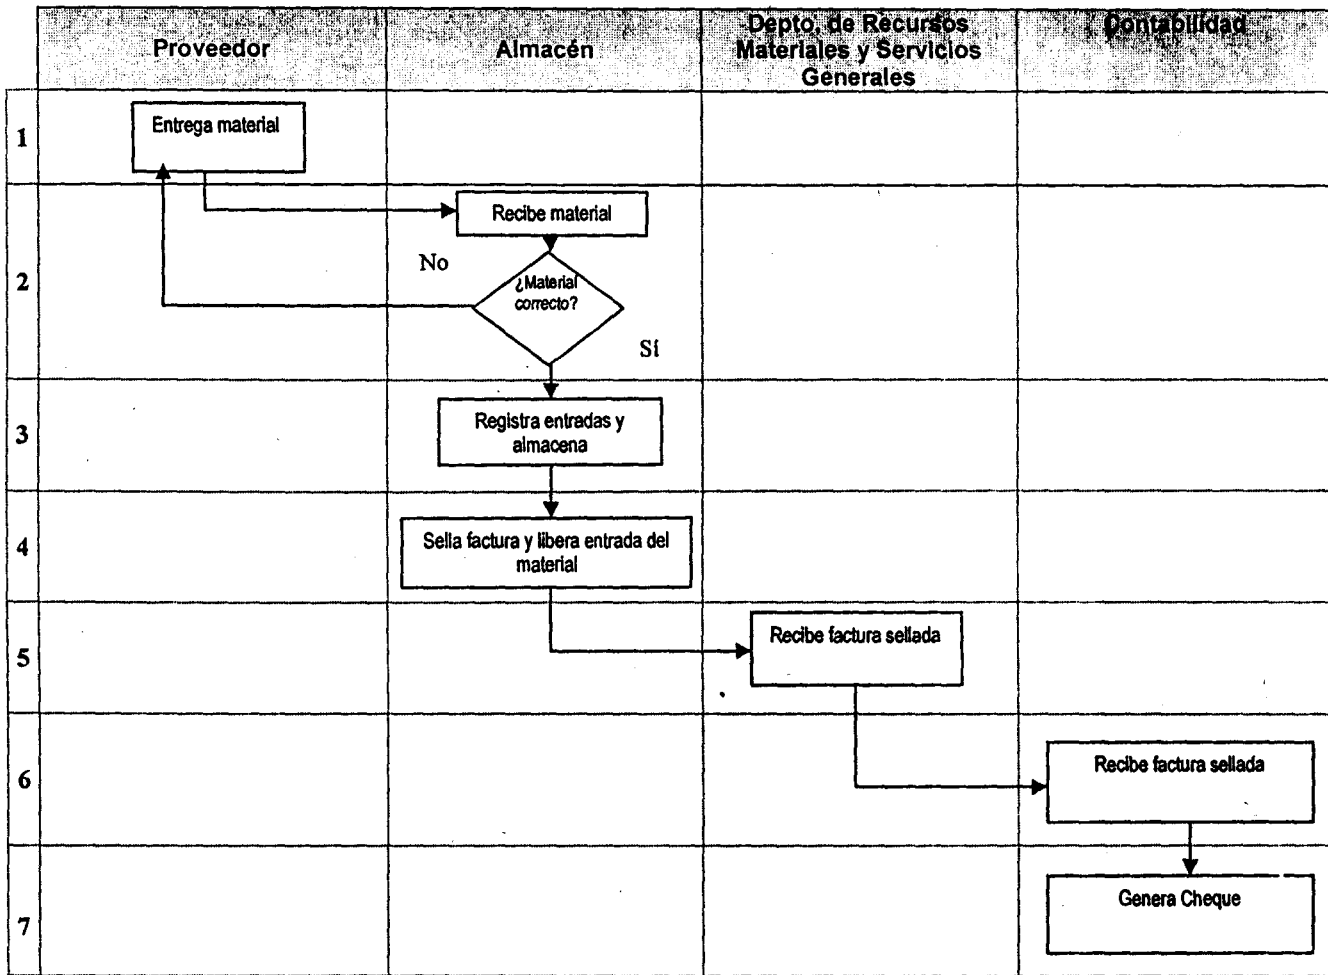 Proveedor
Almacén
Depto. de Recursos
Materiales y Servicios
Generales
Contabilidad
1
Entrega material
2
Recibe material
No
¿Material
correcto?
Sí
3
Registra entradas y
almacena
4
Sella factura y libera entrada del
material
5
Recibe factura sellada
6
Recibe factura sellada
7
Genera Cheque